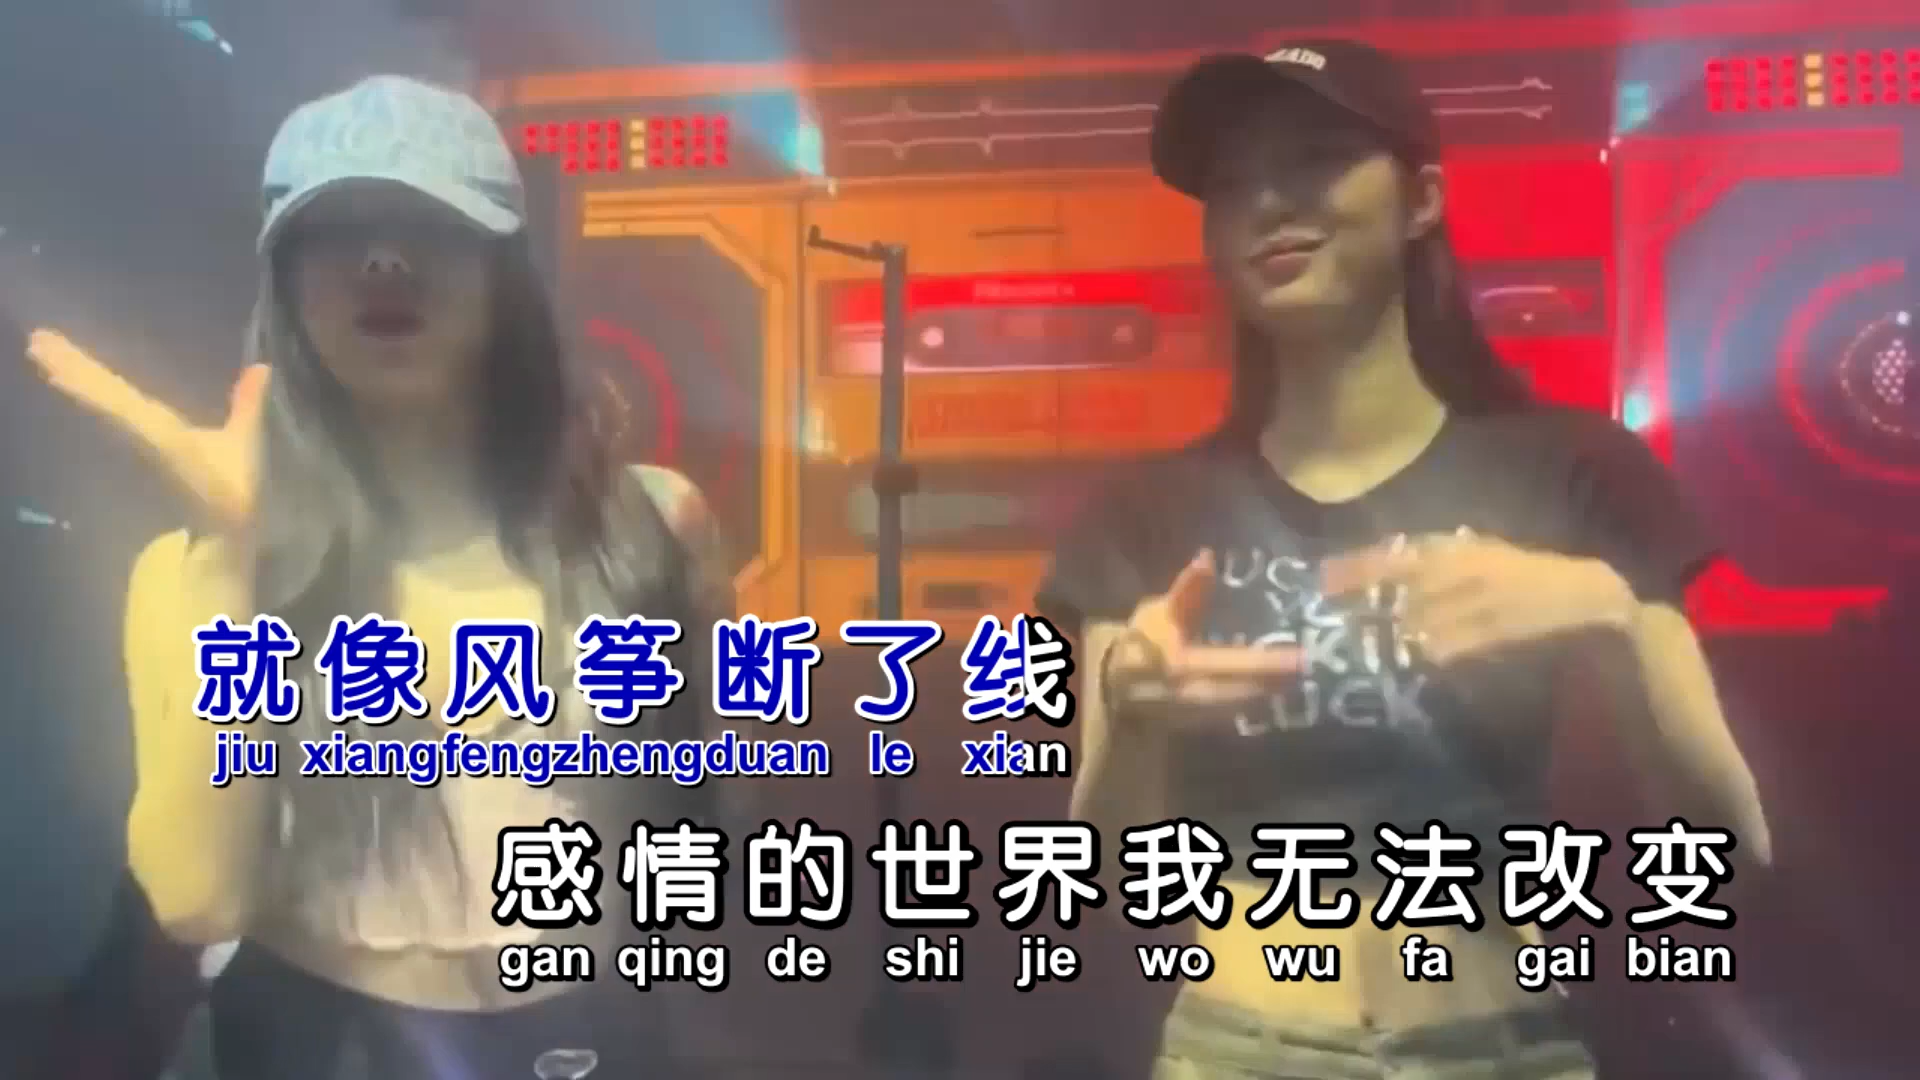 就像风筝断了线
jiu xiangfengzhengduan le xian
感情的世界我无法改变
gan qing de shi jie wo wu fa gai bian
LUCK